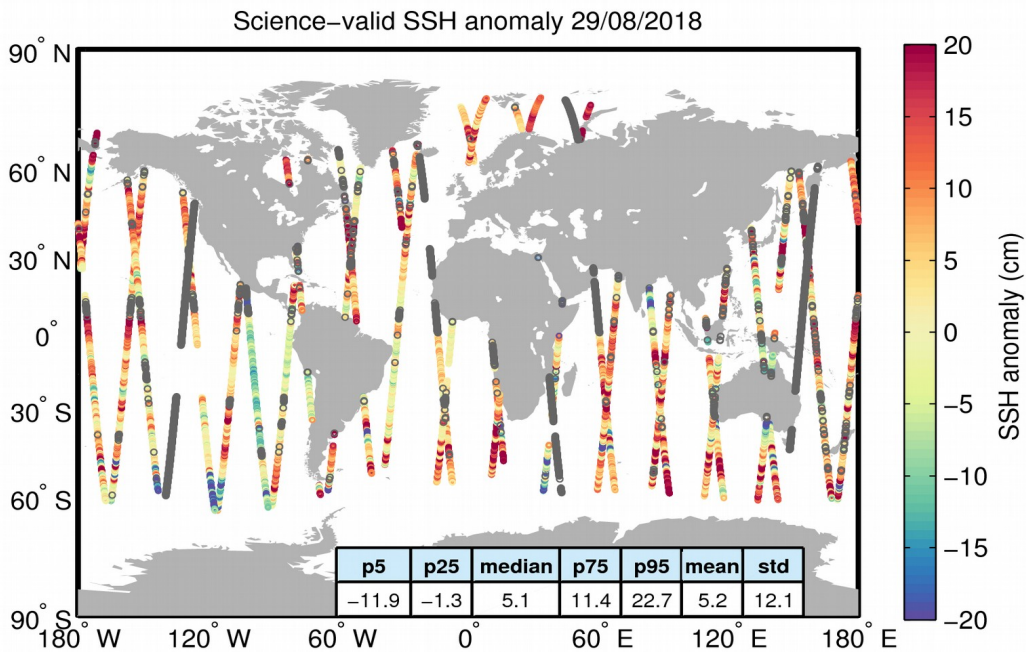 Science−valid SSH anomaly 29/08/2018
90° N
60° N
30° N
0°
30° S
60° S
90° S
180° W
120° W
60° W
0°
60° E
120° E
180° E
p5 p25 median p75 p95 mean std
−11.9 −1.3 5.1 11.4 22.7 5.2 12.1
20
15
10
5
0
−5
−10
−15
−20
SSH anomaly (cm)